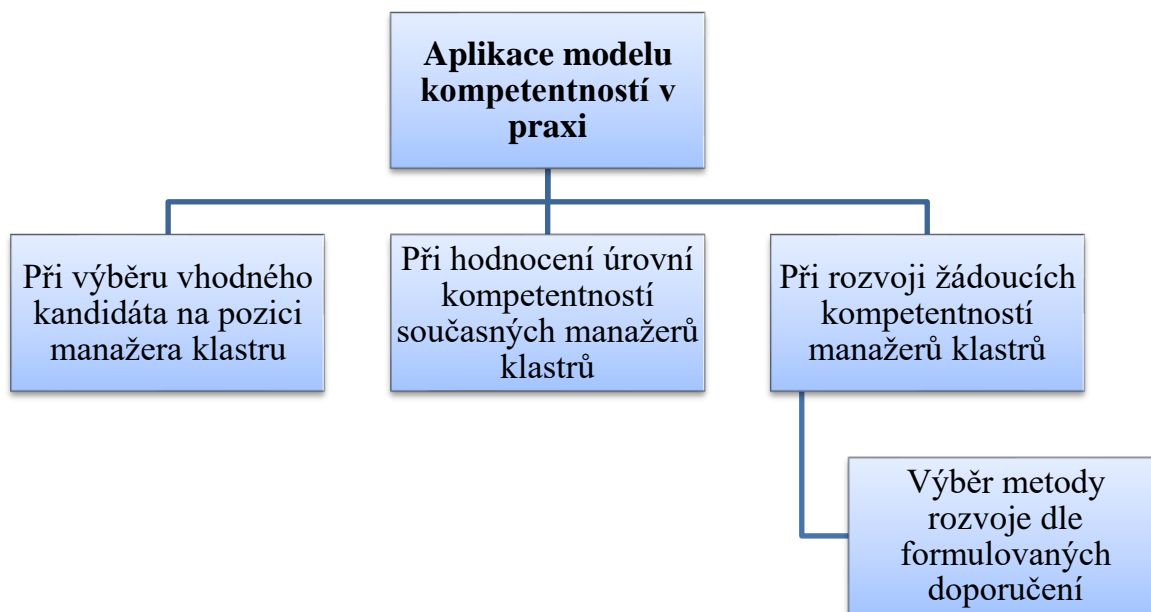 Aplikace modelu
kompetentností v
praxi
Při výběru vhodného
kandidáta na pozici
manažera klastru
Při hodnocení úrovní
kompetentností
současných manažerů
klastrů
Při rozvoji žádoucích
kompetentností
manažerů klastrů
Výběr metody
rozvoje dle
formulovaných
doporučení